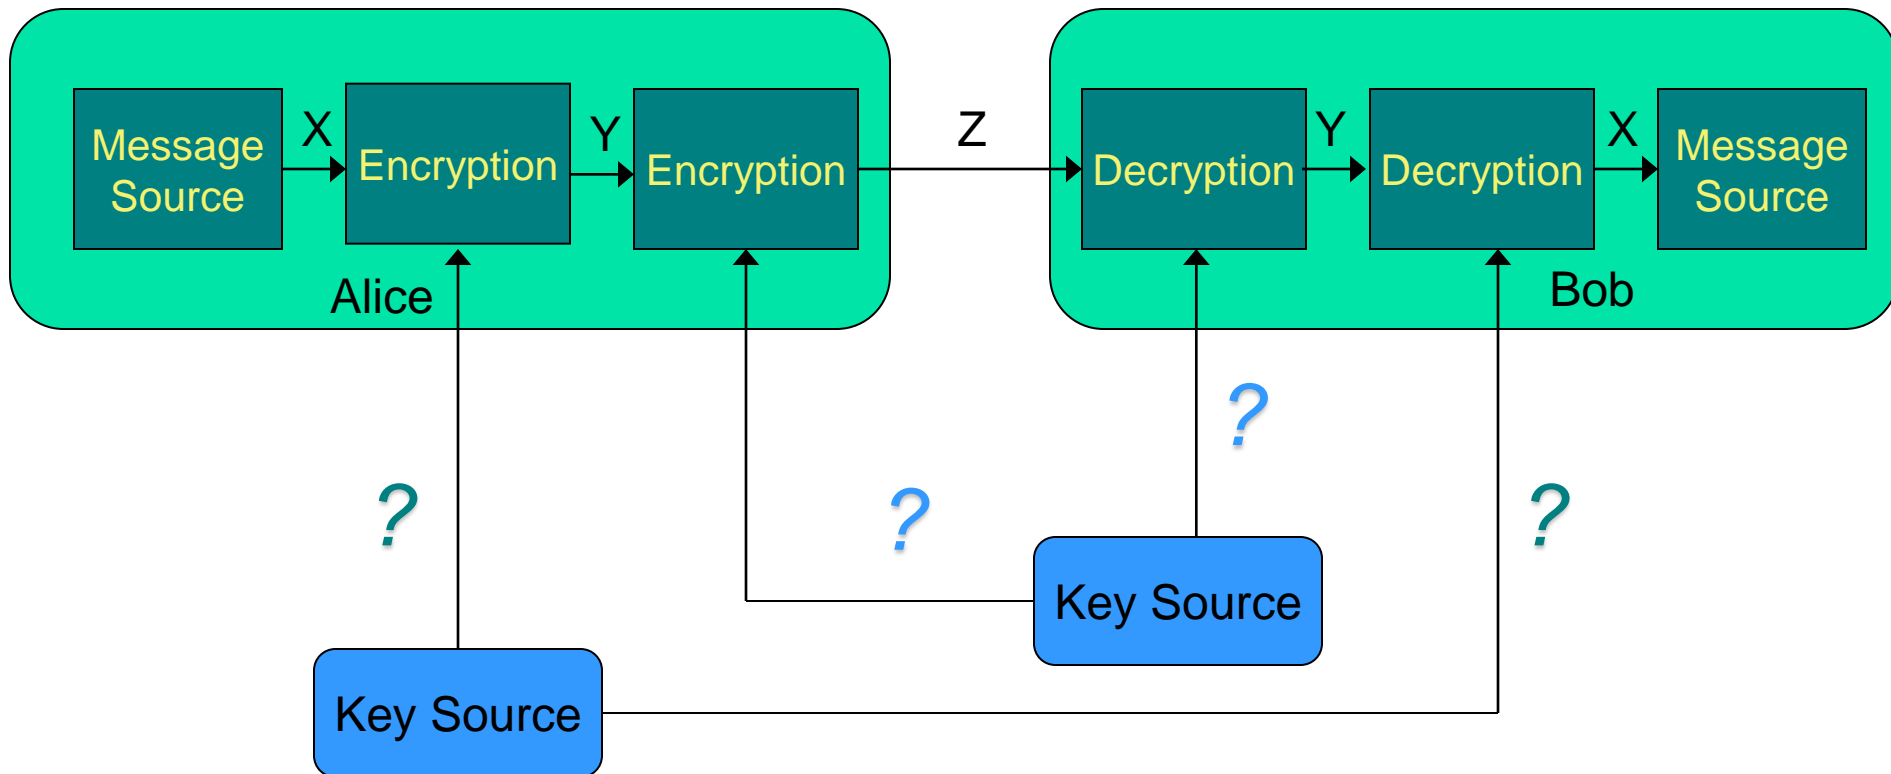 Message
Source
X
Encryption
Y
Encryption
Z
Decryption
Y
Decryption
X
Message
Source
Alice
Bob
?
?
?
?
Key Source
Key Source